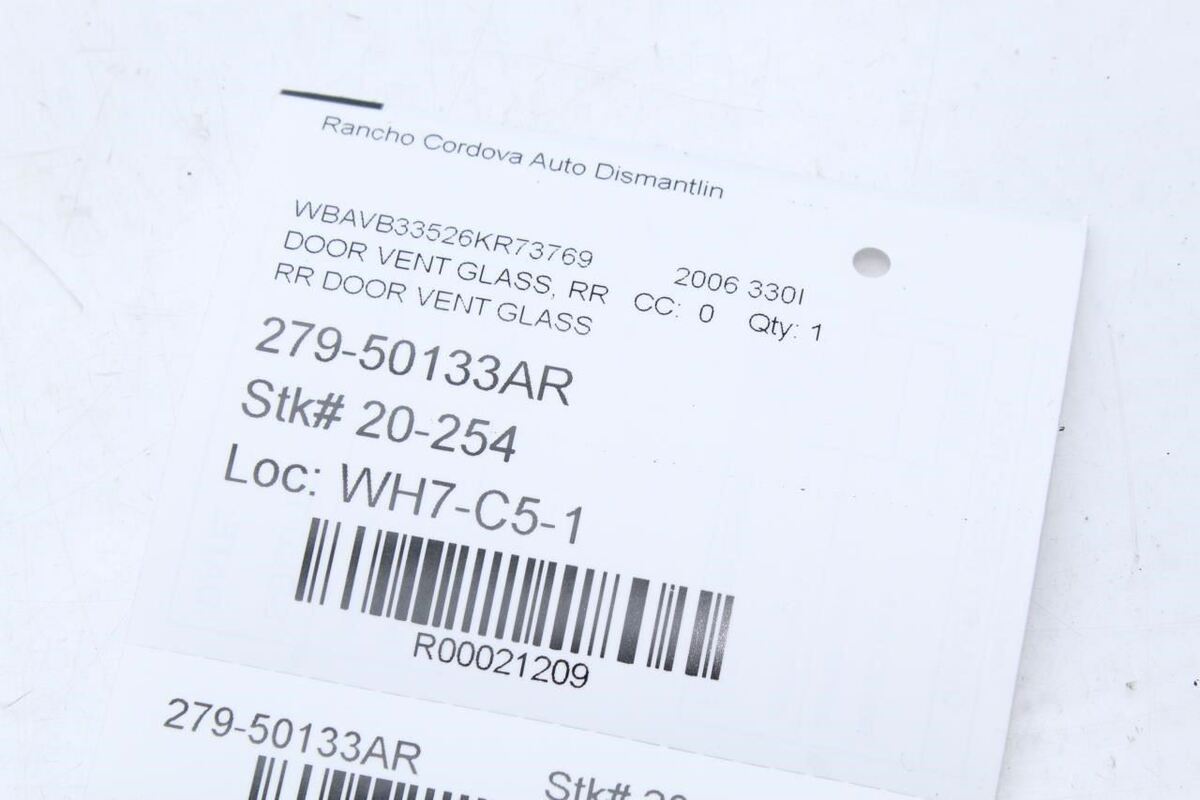 Rancho Cordova Auto Dismantlin
WBAVB33526KR73769 2006 330I
DOOR VENT GLASS, RR CC: 0 Qty: 1
RR DOOR VENT GLASS
279-50133AR
Stk# 20-254
Loc: WH7-C5-1
R00021209
279-50133AR
Stk#